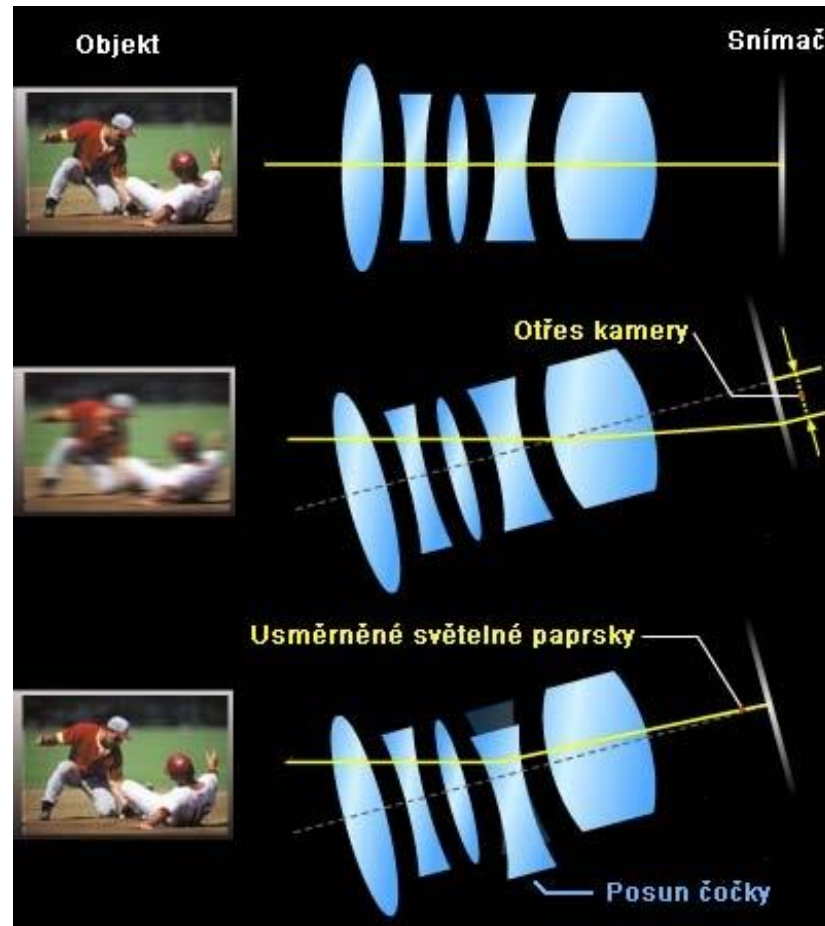 Objekt
Snímač
Otřes kamery
Usměrněné světelné paprsky
Posun čočky